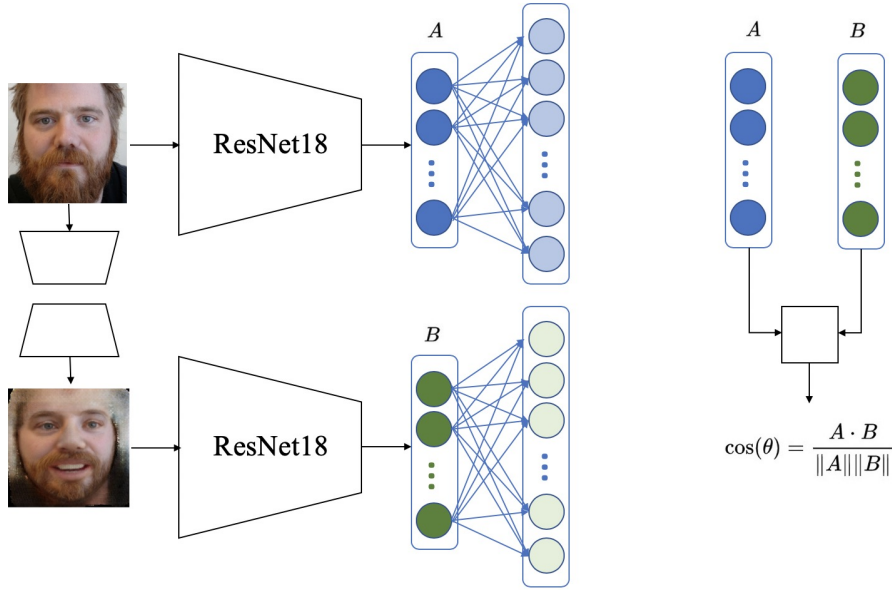 A
ResNet18
B
ResNet18
A
B
cos(θ) = A · B / ‖A‖‖B‖